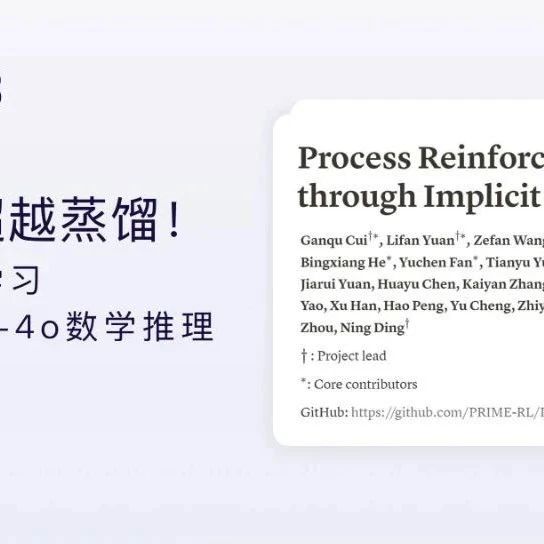 越蒸馏！
习
-4o数学推理
Process Reinforc
through Implicit
Ganqu Cui†*, Lifan Yuan†*, Zefan Wang
Bingxiang He*, Yuchen Fan*, Tianyu Y
Jiarui Yuan, Huayu Chen, Kaiyan Zhang
Yao, Xu Han, Hao Peng, Yu Cheng, Zhiy
Zhou, Ning Ding†
† : Project lead
* : Core contributors
GitHub: https://github.com/PRIME-RL/